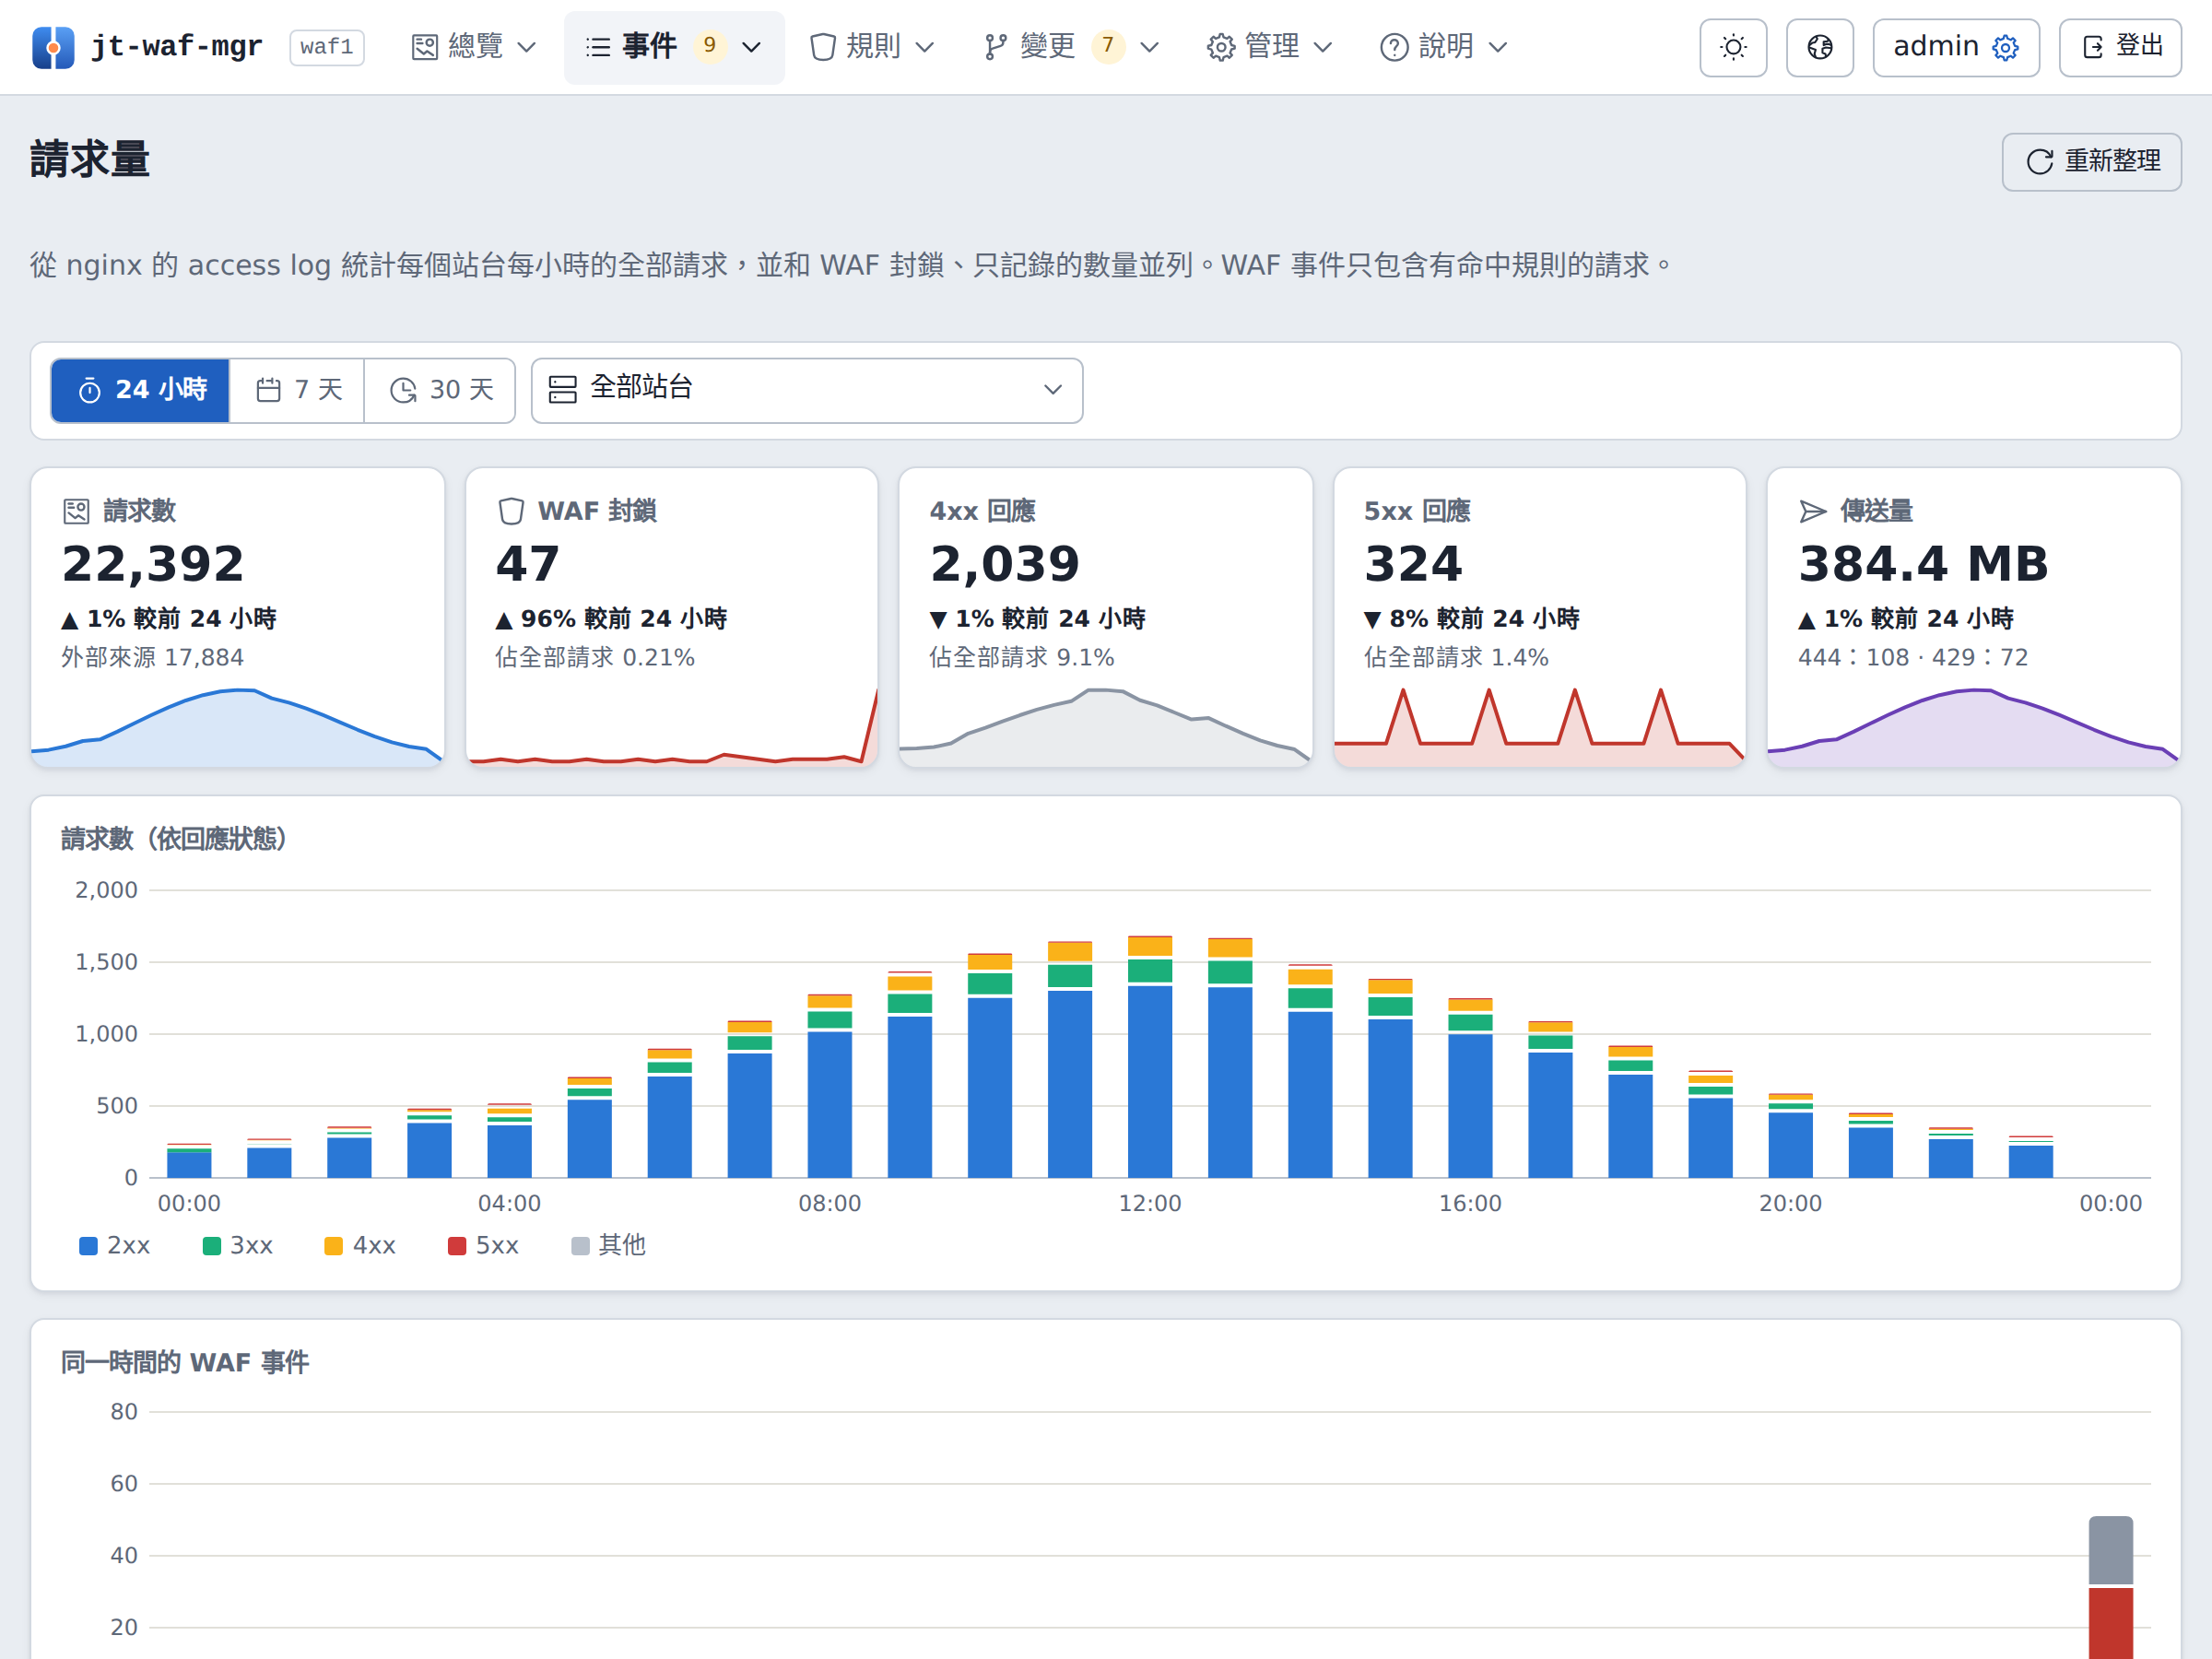 jt-waf-mgr waf1 總覽 事件 9 規則 變更 7 管理 說明 admin 登出
請求量 重新整理
從 nginx 的 access log 統計每個站台每小時的全部請求，並和 WAF 封鎖、只記錄的數量並列。WAF 事件只包含有命中規則的請求。
24 小時 7 天 30 天 全部站台
請求數
22,392
▲ 1% 較前 24 小時
外部來源 17,884
WAF 封鎖
47
▲ 96% 較前 24 小時
佔全部請求 0.21%
4xx 回應
2,039
▼ 1% 較前 24 小時
佔全部請求 9.1%
5xx 回應
324
▼ 8% 較前 24 小時
佔全部請求 1.4%
傳送量
384.4 MB
▲ 1% 較前 24 小時
444：108 · 429：72
請求數（依回應狀態）
2,000
1,500
1,000
500
0
00:00 04:00 08:00 12:00 16:00 20:00 00:00
2xx 3xx 4xx 5xx 其他
同一時間的 WAF 事件
80
60
40
20